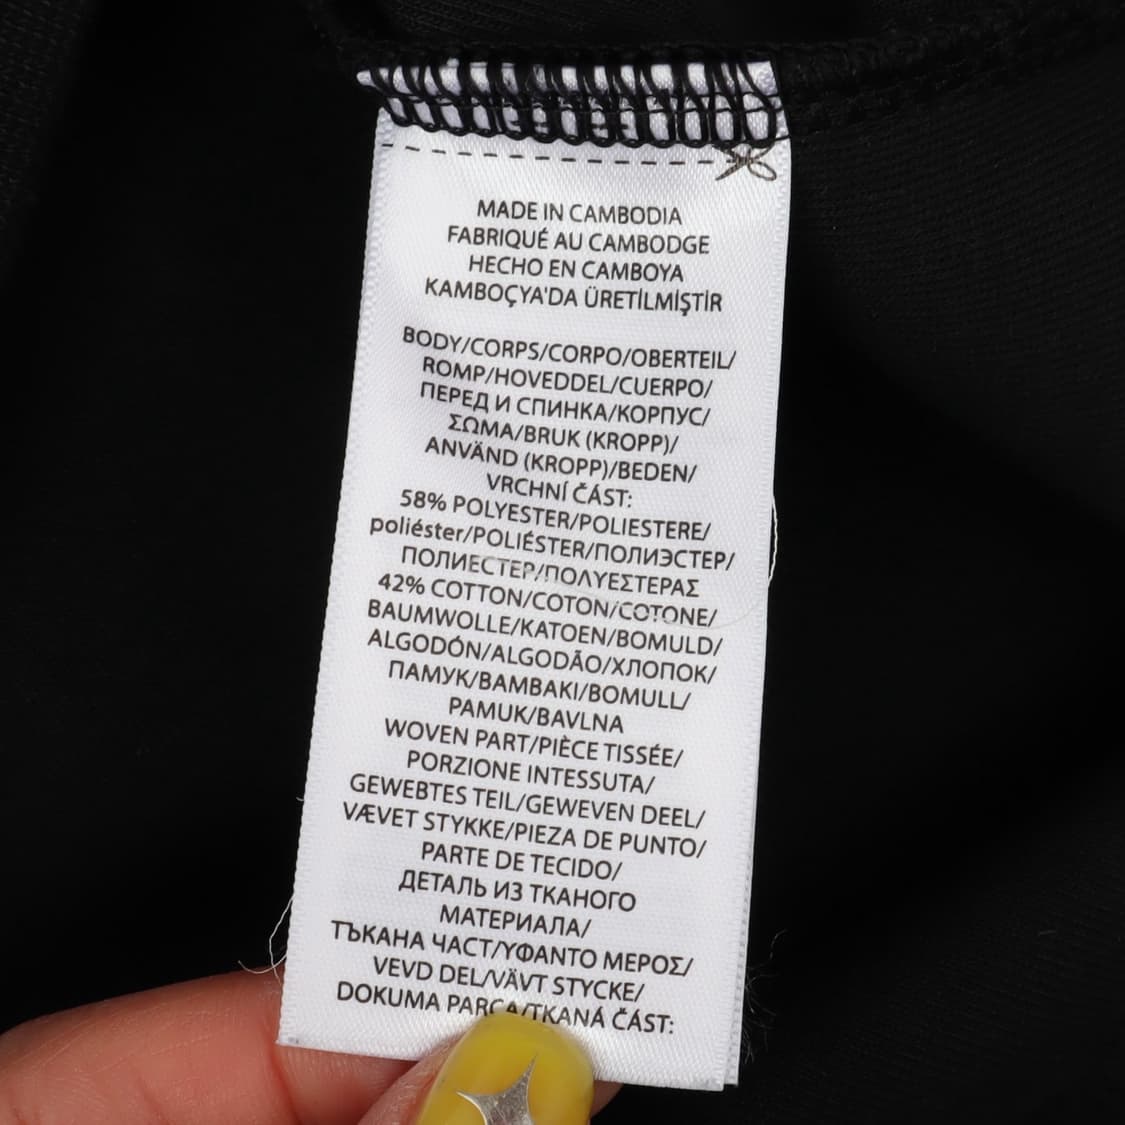 MADE IN CAMBODIA
FABRIQUÉ AU CAMBODGE
HECHO EN CAMBOYA
KAMBOÇYA'DA ÜRETİLMİŞTİR
BODY/CORPS/CORPO/OBERTEIL/
ROMP/HOVEDDEL/CUERPO/
ПЕРЕД И СПИНКА/КОРПУС/
ΣΩΜΑ/BRUK (KROPP)/
ANVÄND (KROPP)/BEDEN/
VRCHNÍ ČÁST:
58% POLYESTER/POLIESTERE/
poliéster/POLIÉSTER/ПОЛИЭСТЕР/
ПОЛИЕСТЕР/ΠΟΛΥΕΣΤΕΡΑΣ
42% COTTON/COTON/COTONE/
BAUMWOLLE/KATOEN/BOMULD/
ALGODÓN/ALGODÃO/ХЛОПОК/
ПАМУК/BAMBAKI/BOMULL/
PAMUK/BAVLNA
WOVEN PART/PIÈCE TISSÉE/
PORZIONE INTESSUTA/
GEWEBTES TEIL/GEWEVEN DEEL/
VÆVET STYKKE/PIEZA DE PUNTO/
PARTE DE TECIDO/
ДЕТАЛЬ ИЗ ТКАНОГО
МАТЕРИАЛА/
ТЪКАНА ЧАСТ/ΥΦΑΝΤΟ ΜΕΡΟΣ/
VEVD DEL/VÄVT STYCKE/
DOKUMA PARÇA/TKANÁ ČÁST: